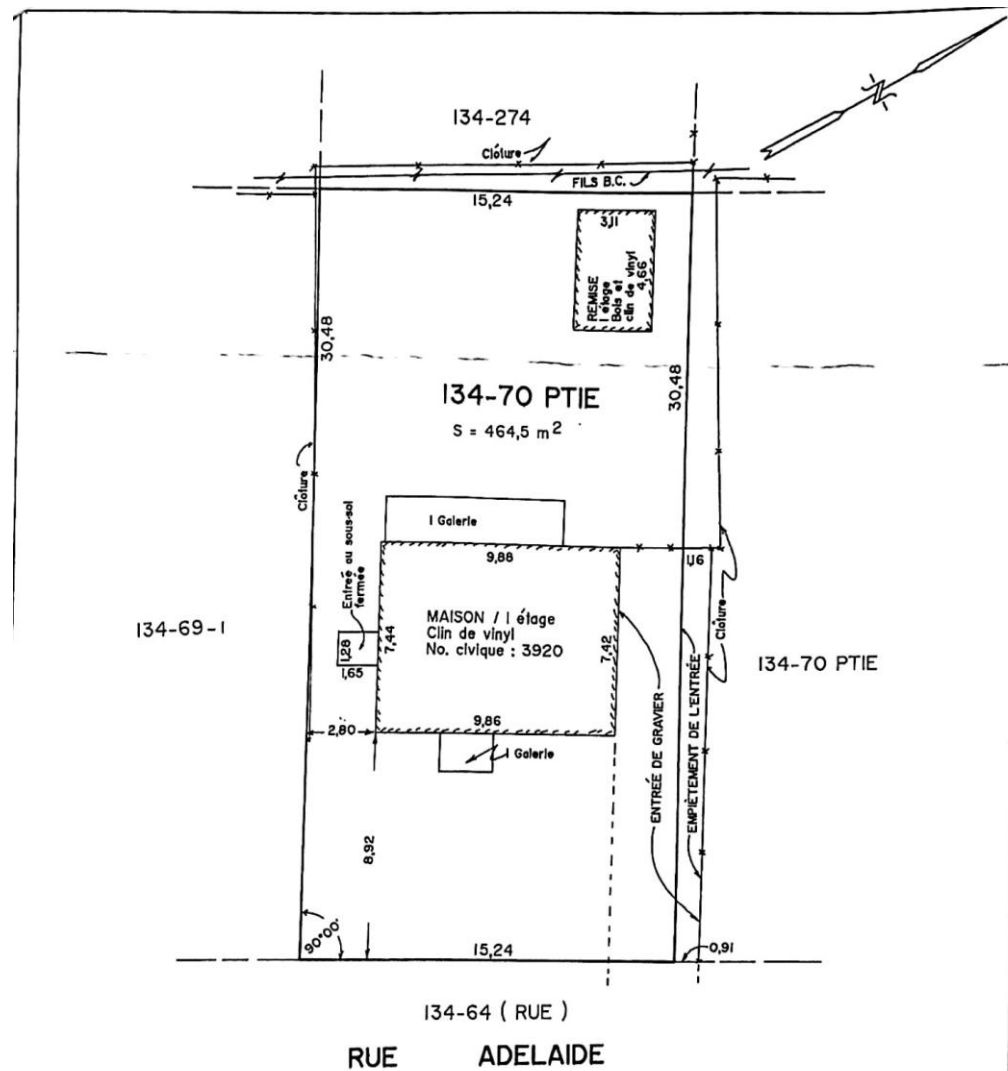 134-274
Clôture
FILS B.C.
15,24
3,11
REMISE
1 étage
Bois et
clin de vinyl
4,66
30,48
30,48
134-70 PTIE
S = 464,5 m²
Clôture
1 Galerie
Entreé au sous-sol
fermée
9,88
1,16
Clôture
134-69-1
MAISON / 1 étage
Clin de vinyl
No. civique : 3920
7,44
7,42
1,28
1,65
134-70 PTIE
2,80
9,86
1 Galerie
ENTRÉE DE GRAVIER
EMPIÈTEMENT DE L'ENTRÉE
8,92
90°00'
15,24
0,91
134-64 ( RUE )
RUE ADELAIDE